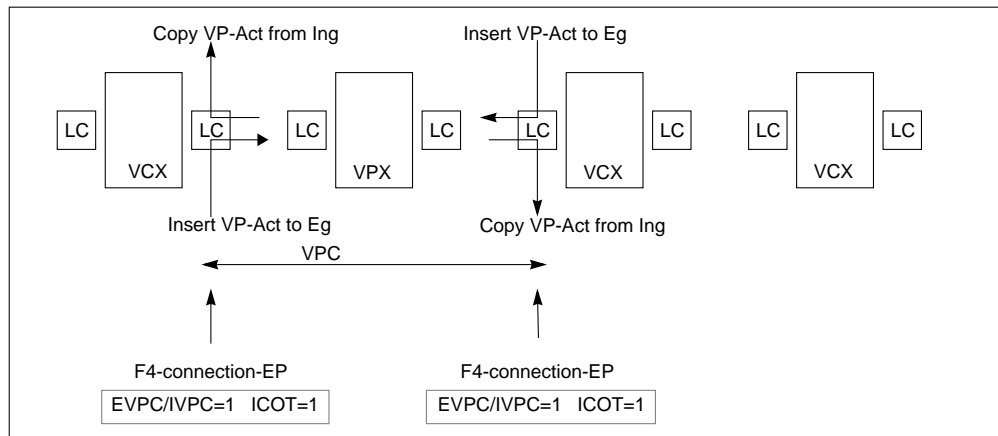 Copy VP-Act from Ing
Insert VP-Act to Eg
LC
LC
LC
LC
LC
LC
LC
LC
VCX
VPX
VCX
VCX
Insert VP-Act to Eg
Copy VP-Act from Ing
VPC
F4-connection-EP
F4-connection-EP
EVPC/IVPC=1 ICOT=1
EVPC/IVPC=1 ICOT=1